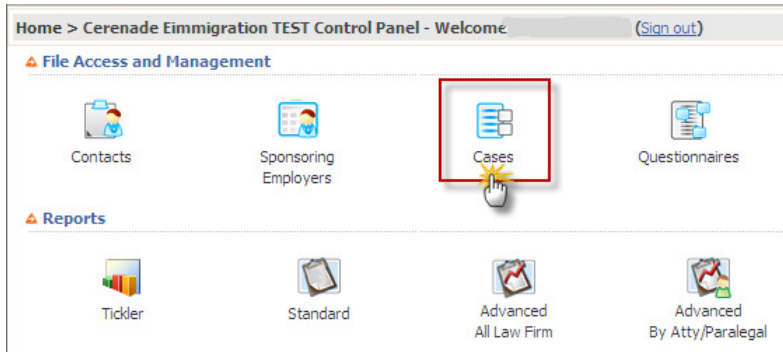 Home > Cerenade Eimmigration TEST Control Panel - Welcome (Sign out)
File Access and Management
Contacts
Sponsoring
Employers
Cases
Questionnaires
Reports
Tickler
Standard
Advanced
All Law Firm
Advanced
By Atty/Paralegal